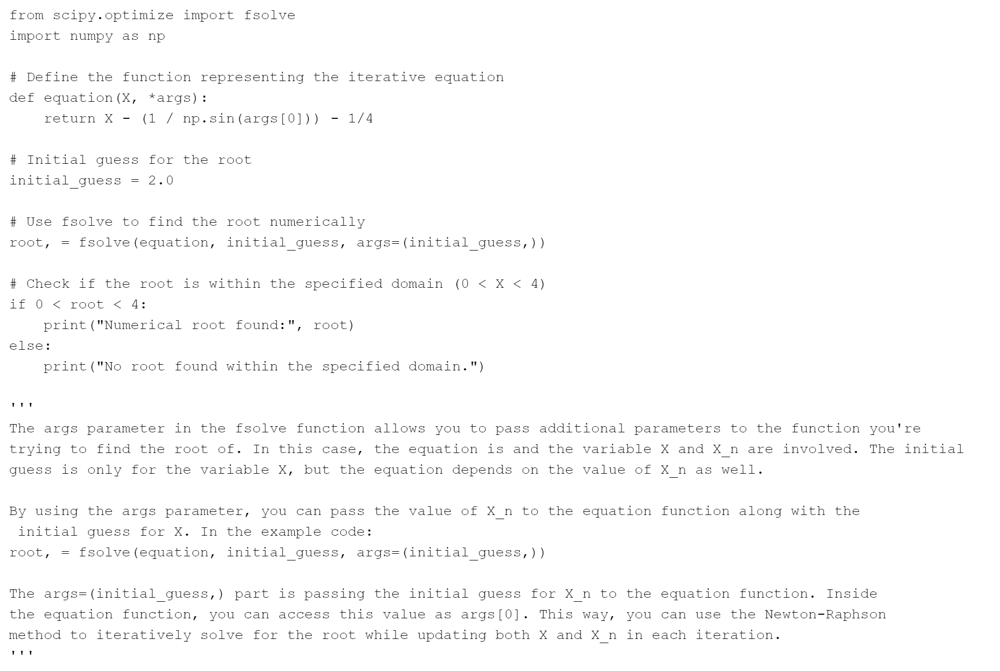 from scipy.optimize import fsolve
import numpy as np

# Define the function representing the iterative equation
def equation(X, *args):
    return X - (1 / np.sin(args[0])) - 1/4

# Initial guess for the root
initial_guess = 2.0

# Use fsolve to find the root numerically
root, = fsolve(equation, initial_guess, args=(initial_guess,))

# Check if the root is within the specified domain (0 < X < 4)
if 0 < root < 4:
    print("Numerical root found:", root)
else:
    print("No root found within the specified domain.")

'''
The args parameter in the fsolve function allows you to pass additional parameters to the function you're
trying to find the root of. In this case, the equation is and the variable X and X_n are involved. The initial
guess is only for the variable X, but the equation depends on the value of X_n as well.

By using the args parameter, you can pass the value of X_n to the equation function along with the
 initial guess for X. In the example code:
root, = fsolve(equation, initial_guess, args=(initial_guess,))

The args=(initial_guess,) part is passing the initial guess for X_n to the equation function. Inside
the equation function, you can access this value as args[0]. This way, you can use the Newton-Raphson
method to iteratively solve for the root while updating both X and X_n in each iteration.
'''